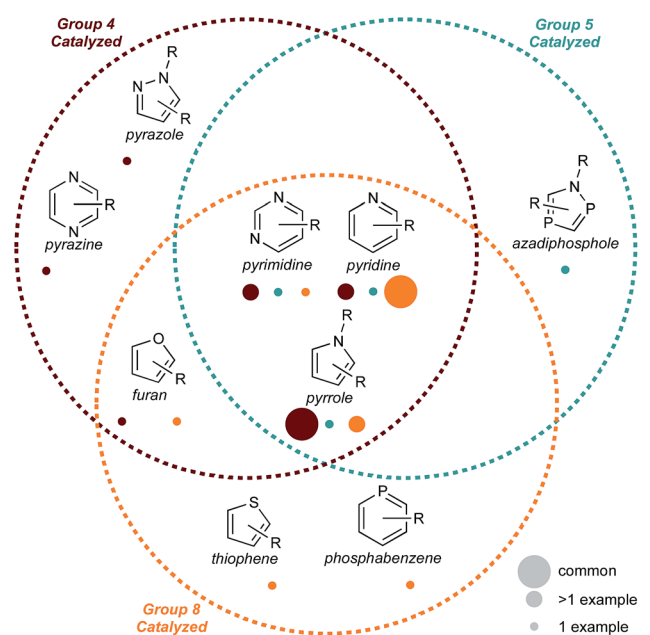 Group 4
Catalyzed
Group 5
Catalyzed
R
N
N
R
pyrazole
N
R
N
pyrazine
R
N
R
P
P
azadiphosphole
N
N
R
pyrimidine
N
R
pyridine
O
R
furan
R
N
R
pyrrole
S
R
thiophene
P
R
phosphabenzene
Group 8
Catalyzed
common
>1 example
1 example